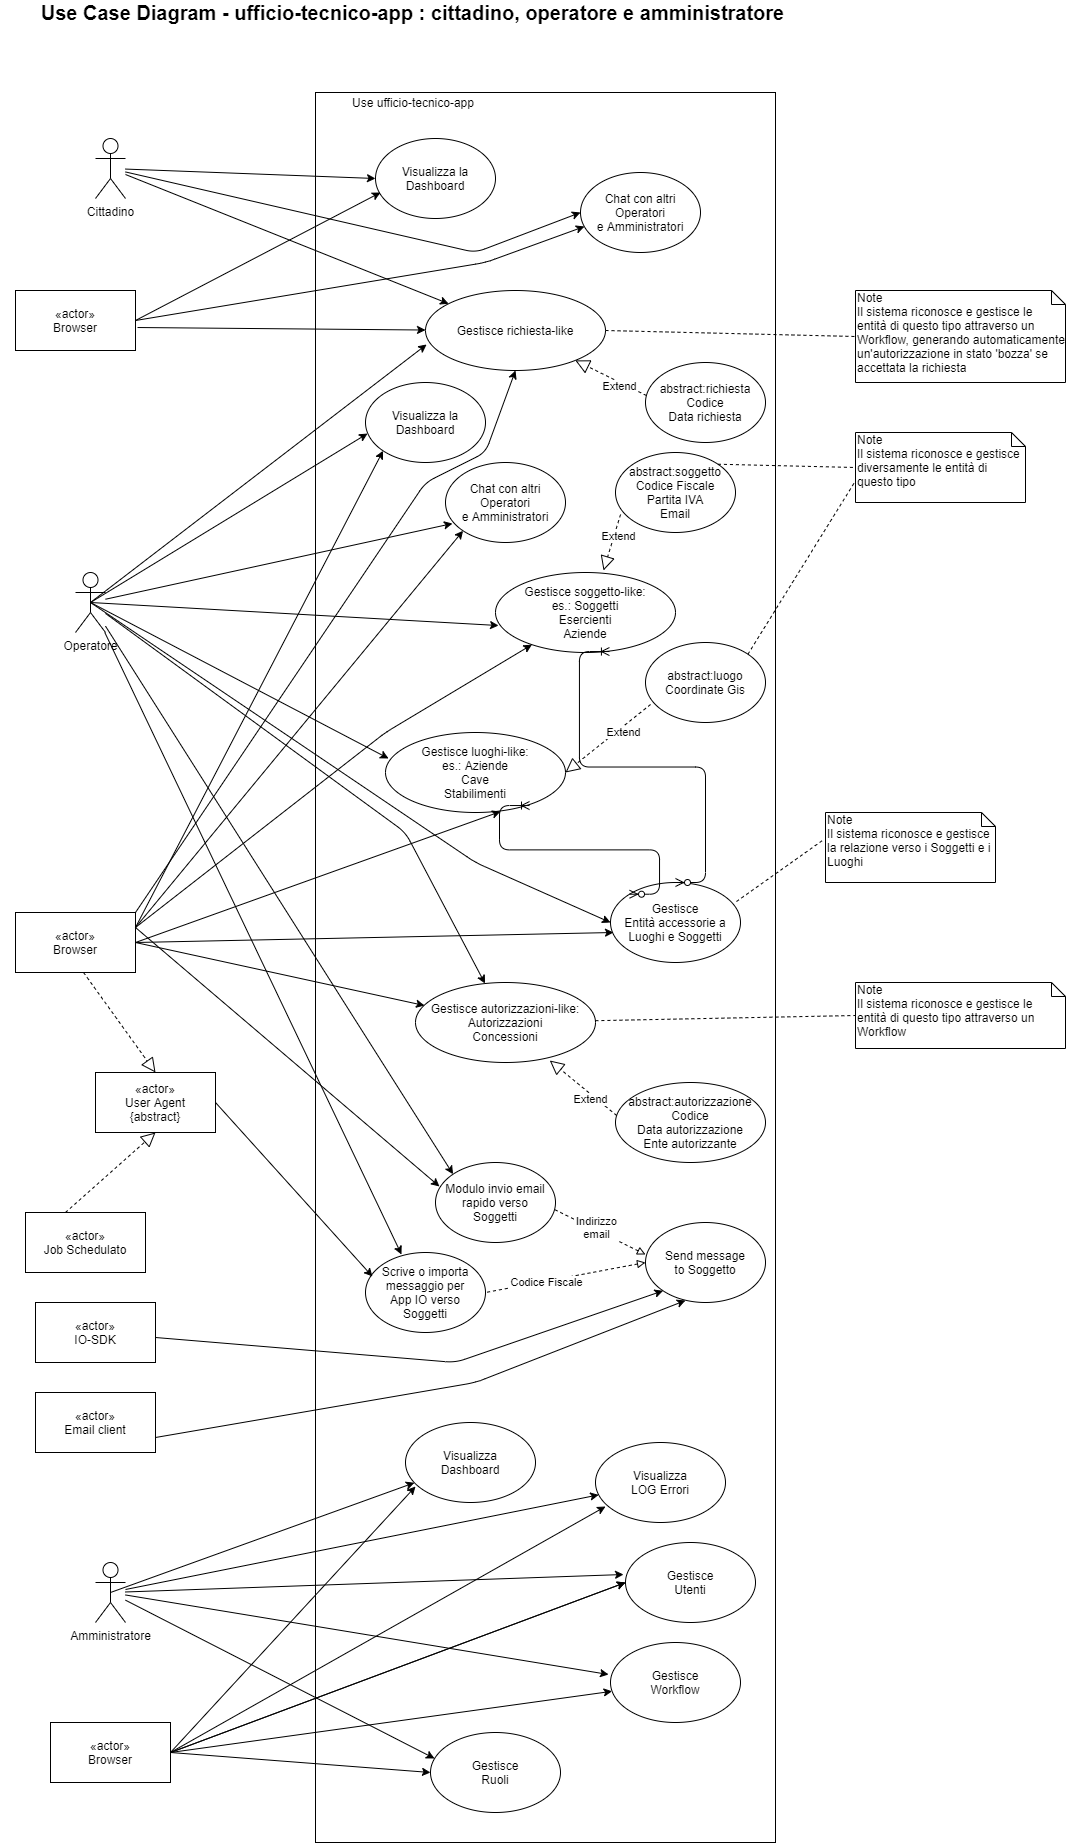 Use Case Diagram - ufficio-tecnico-app : cittadino, operatore e amministratore
Use ufficio-tecnico-app
Cittadino
Visualizza la
Dashboard
Chat con altri
Operatori
e Amministratori
«actor»
Browser
Gestisce richiesta-like
Note
Il sistema riconosce e gestisce le
entità di questo tipo attraverso un
Workflow, generando automaticamente
un'autorizzazione in stato 'bozza' se
accettata la richiesta
Extend
abstract:richiesta
Codice
Data richiesta
Visualizza la
Dashboard
Note
Il sistema riconosce e gestisce
diversamente le entità di
questo tipo
abstract:soggetto
Codice Fiscale
Partita IVA
Email
Chat con altri
Operatori
e Amministratori
Extend
Operatore
Gestisce soggetto-like:
es.: Soggetti
Esercienti
Aziende
abstract:luogo
Coordinate Gis
Extend
Gestisce luoghi-like:
es.: Aziende
Cave
Stabilimenti
Note
Il sistema riconosce e gestisce
la relazione verso i Soggetti e i
Luoghi
«actor»
Browser
Gestisce
Entità accessorie a
Luoghi e Soggetti
Gestisce autorizzazioni-like:
Autorizzazioni
Concessioni
Note
Il sistema riconosce e gestisce le
entità di questo tipo attraverso un
Workflow
«actor»
User Agent
{abstract}
Extend
abstract:autorizzazione
Codice
Data autorizzazione
Ente autorizzante
Modulo invio email
rapido verso
Soggetti
Indirizzo
email
«actor»
Job Schedulato
Send message
to Soggetto
Scrive o importa
messaggio per
App IO verso
Soggetti
Codice Fiscale
«actor»
IO-SDK
«actor»
Email client
Visualizza
Dashboard
Visualizza
LOG Errori
Amministratore
Gestisce
Utenti
Gestisce
Workflow
«actor»
Browser
Gestisce
Ruoli